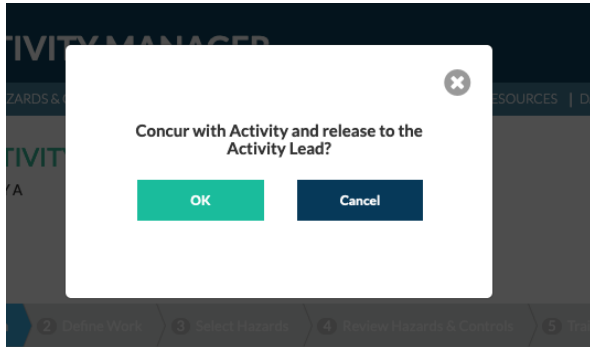 TIVITY MANAGER
ZARDS &
ESOURCES | D
Concur with Activity and release to the
Activity Lead?
TIVIT
Y A
OK
Cancel
2 Define Work
3 Select Hazards
4 Review Hazards & Controls
5 Tra